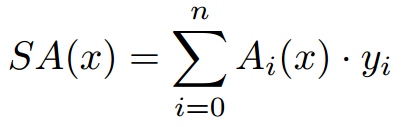 SA(x) = \sum_{i=0}^{n} A_i(x) \cdot y_i